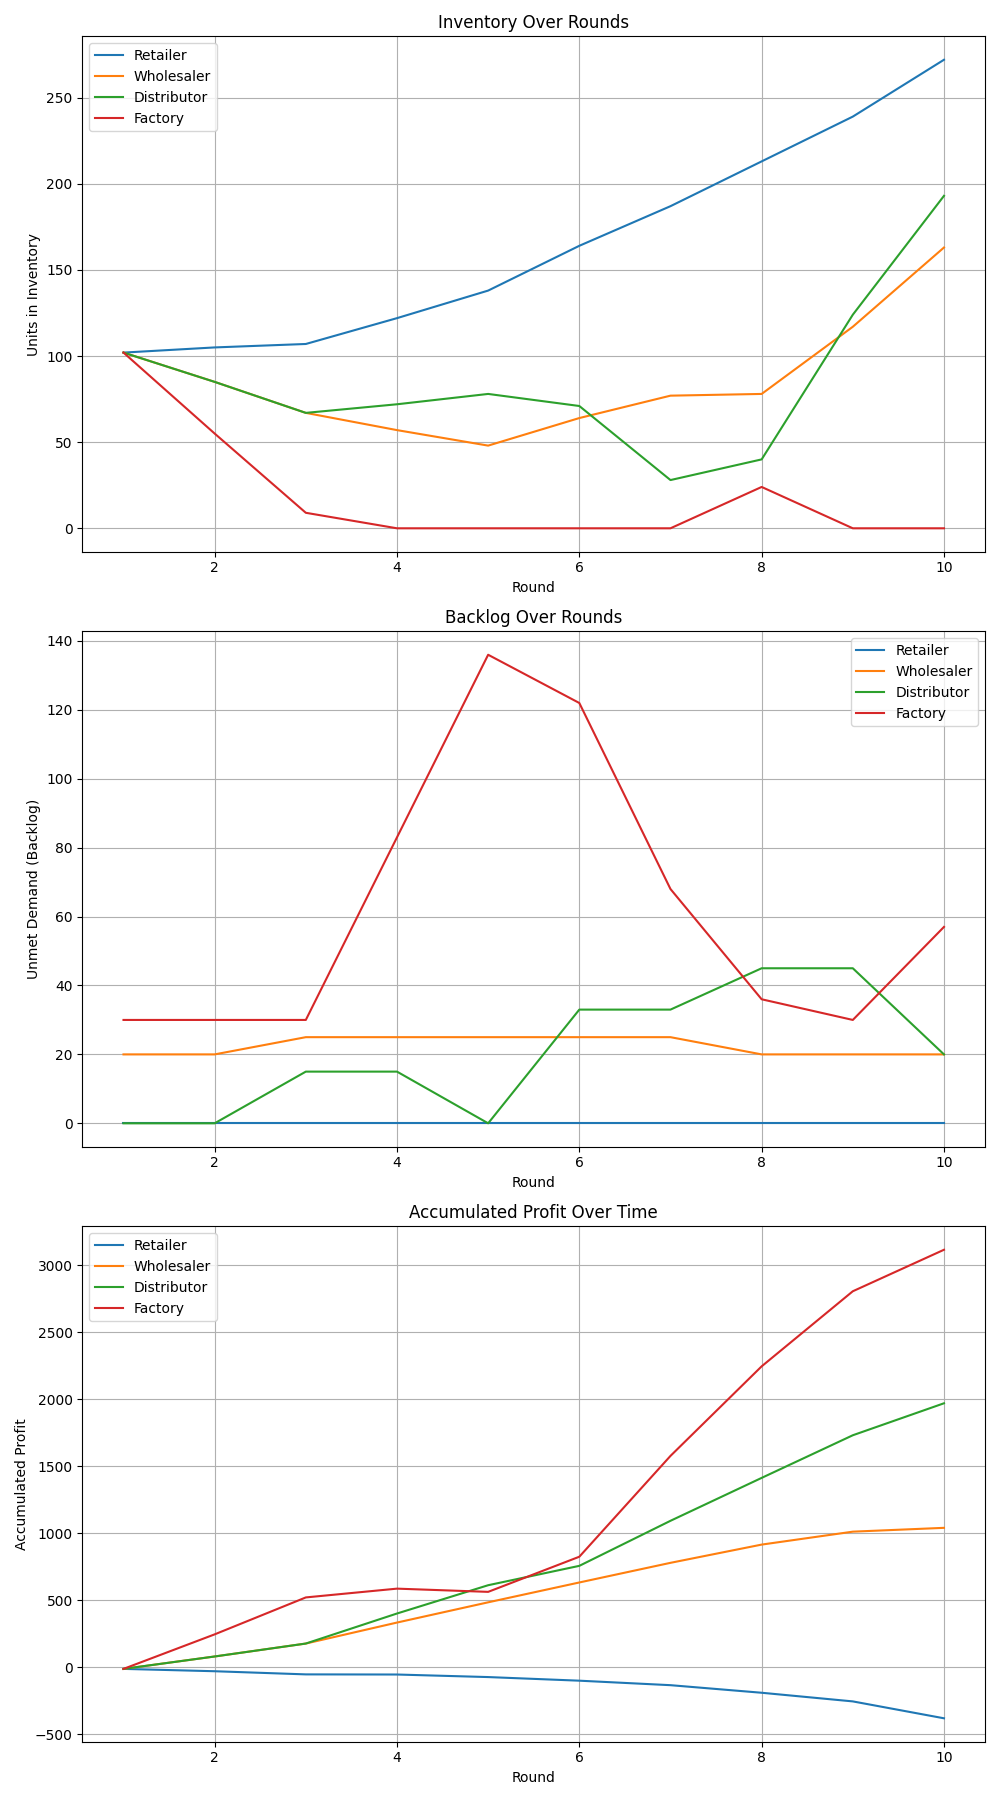 Inventory Over Rounds
Retailer
Wholesaler
Distributor
Factory
250
200
150
100
50
0
Units in Inventory
2 4 6 8 10
Round
Backlog Over Rounds
Retailer
Wholesaler
Distributor
Factory
140
120
100
80
60
40
20
0
Unmet Demand (Backlog)
2 4 6 8 10
Round
Accumulated Profit Over Time
Retailer
Wholesaler
Distributor
Factory
3000
2500
2000
1500
1000
500
0
−500
Accumulated Profit
2 4 6 8 10
Round